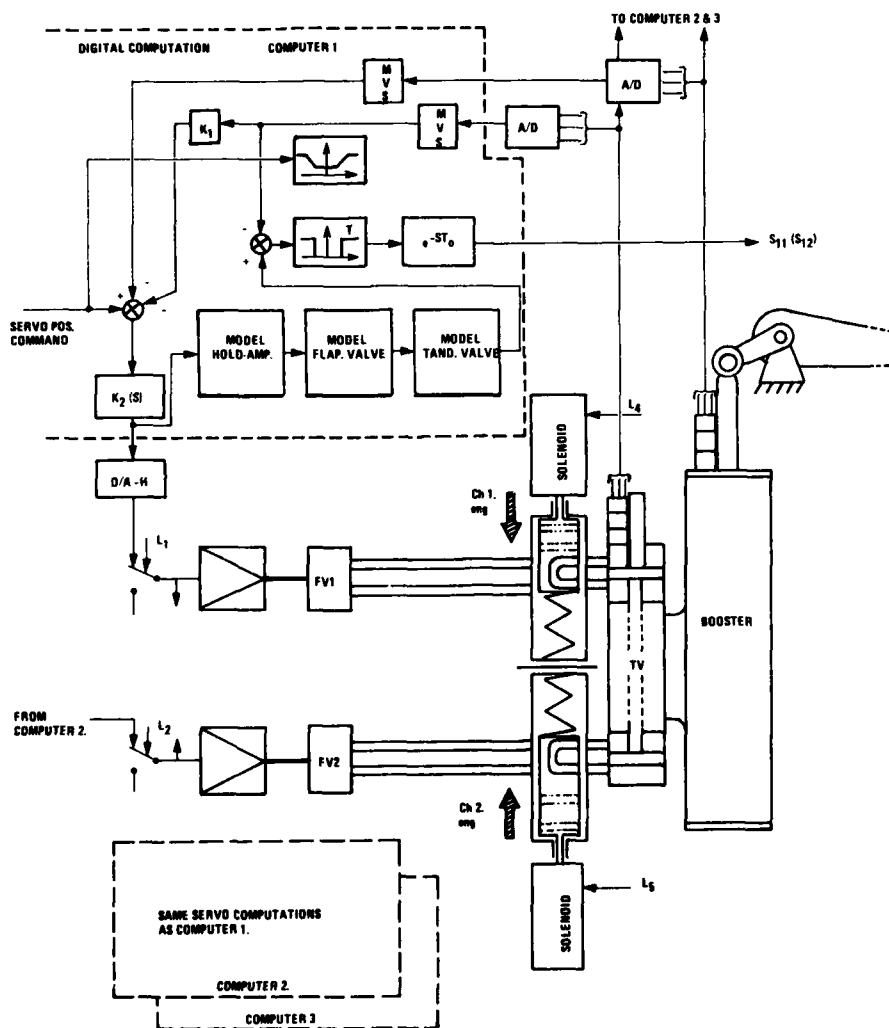 TO COMPUTER 2 & 3
DIGITAL COMPUTATION
COMPUTER 1
M
V
S
A/D
K1
M
V
S
A/D
T
e-STo
S11 (S12)
SERVO POS.
COMMAND
MODEL
HOLD-AMP.
MODEL
FLAP. VALVE
MODEL
TAND. VALVE
K2 (S)
D/A - H
SOLENOID
L4
Ch 1.
eng
L1
FV1
BOOSTER
TV
FROM
COMPUTER 2.
L2
FV2
Ch 2.
eng
SOLENOID
L5
SAME SERVO COMPUTATIONS
AS COMPUTER 1.
COMPUTER 2.
COMPUTER 3